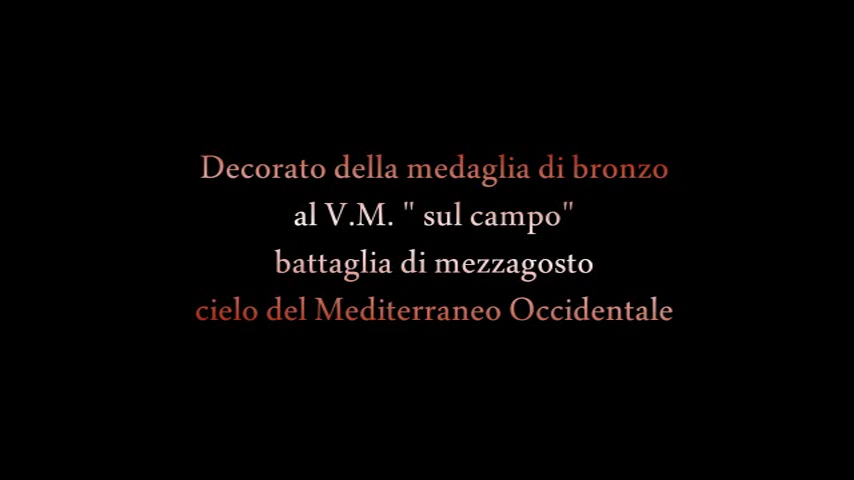 Decorato della medaglia di bronzo
al V.M. " sul campo"
battaglia di mezzagosto
cielo del Mediterraneo Occidentale